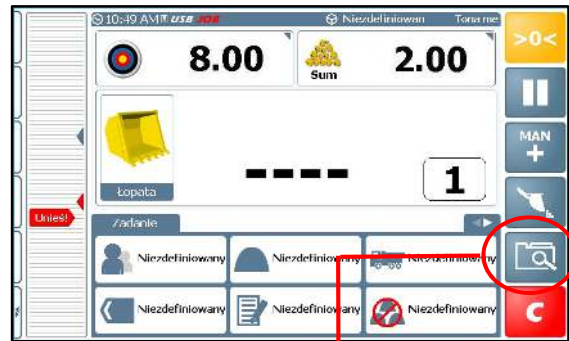 10:49 AM USB JOB Niezdefiniowan Tona me
>0<
8.00 Sum 2.00
MAN
+
Łopata ---- 1
Unieś!
Zadanie
Niezdefiniowany Niezdefiniowany Niezdefiniowany
Niezdefiniowany Niezdefiniowany Niezdefiniowany
C